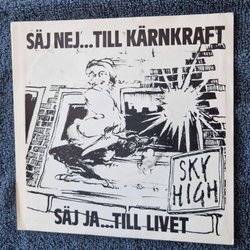 SÄJ NEJ...TILL KÄRNKRAFT
SKY
HIGH
SÄJ JA...TILL LIVET